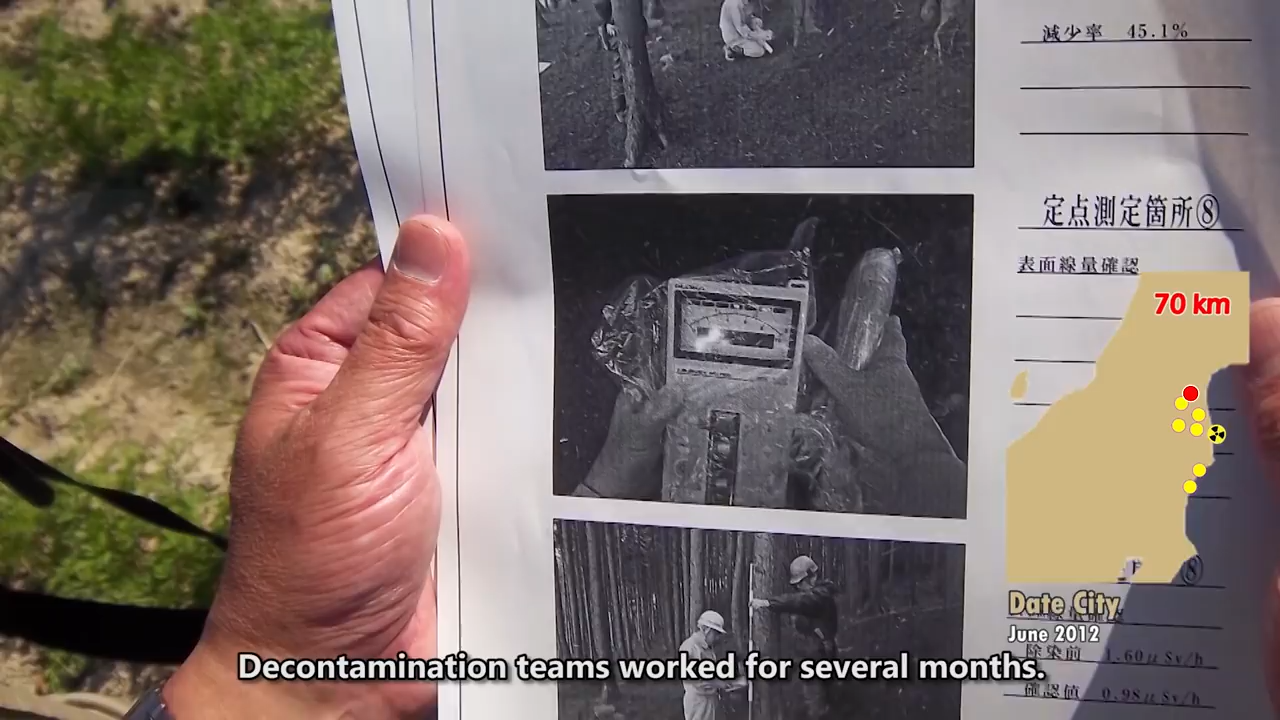 減少率 45.1%
定点測定箇所⑧
表面線量確認
70 km
⑧
Date City
June 2012
除染前 1.60μSv/h
確認値 0.98μSv/h
Decontamination teams worked for several months.